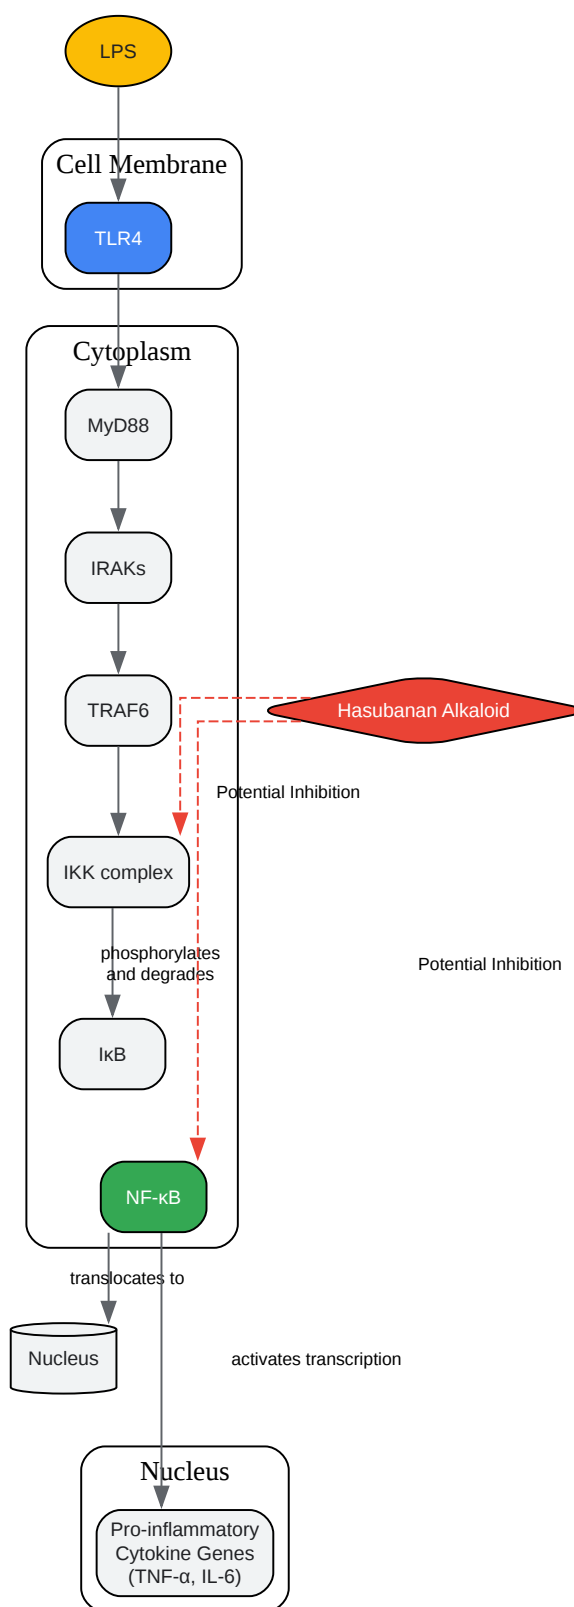 LPS
Cell Membrane
TLR4
Cytoplasm
MyD88
IRAKs
TRAF6
Hasubanan Alkaloid
Potential Inhibition
IKK complex
phosphorylates
and degrades
Potential Inhibition
IκB
NF-κB
translocates to
Nucleus
activates transcription
Nucleus
Pro-inflammatory
Cytokine Genes
(TNF-α, IL-6)